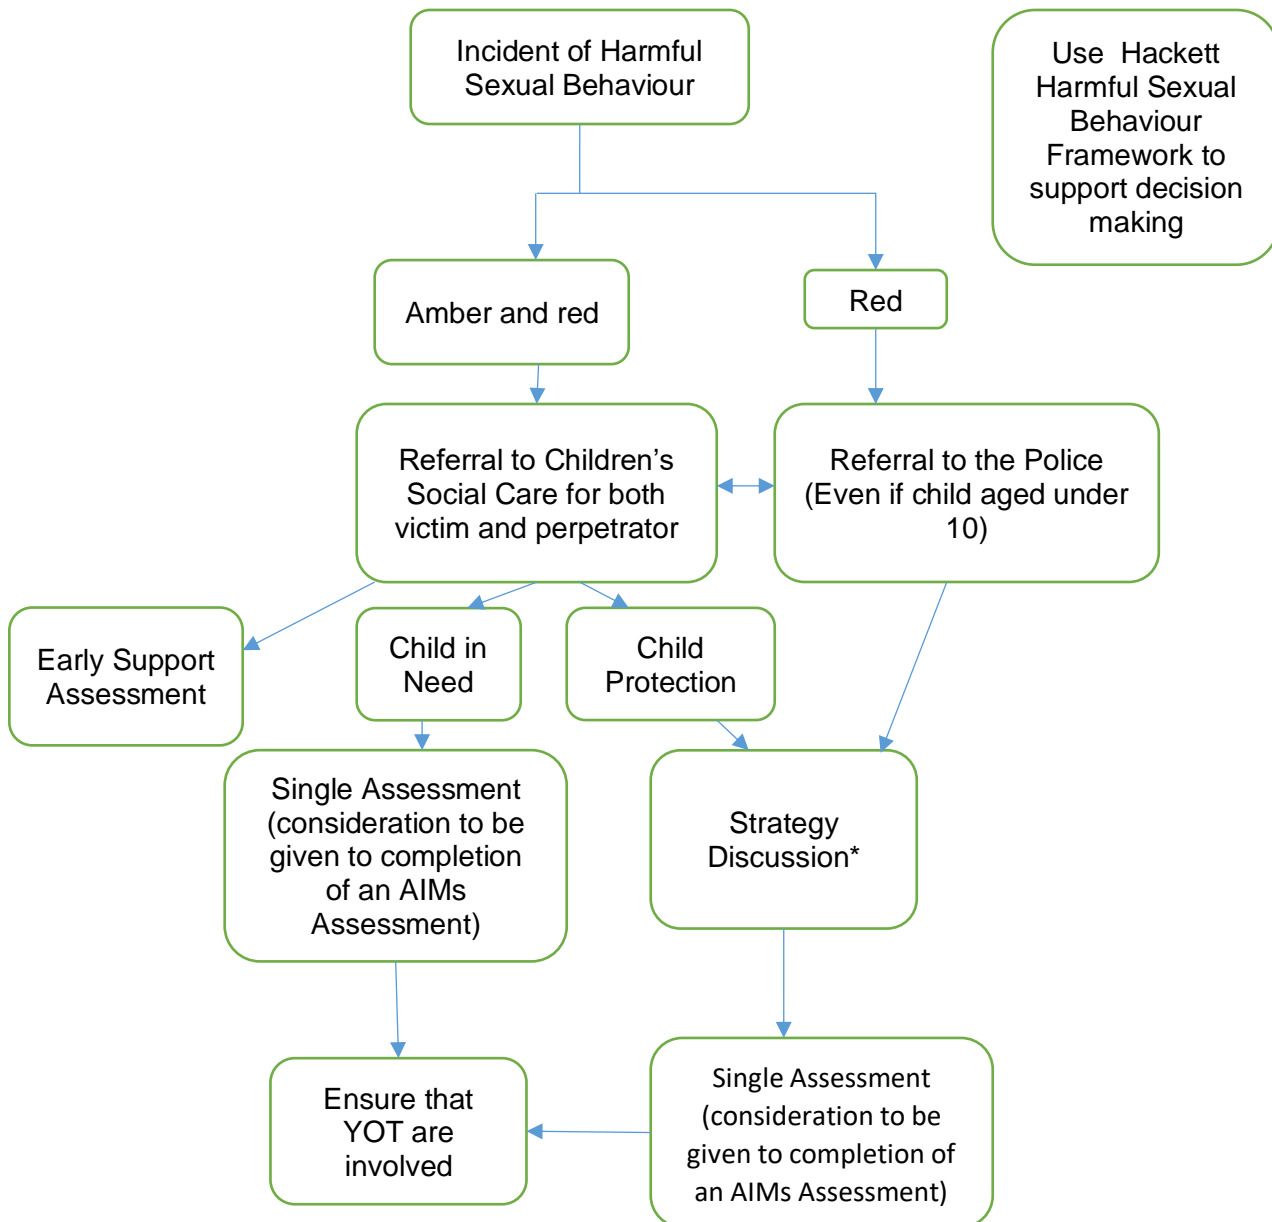 Incident of Harmful
Sexual Behaviour
Use Hackett
Harmful Sexual
Behaviour
Framework to
support decision
making
Amber and red
Red
Referral to Children’s
Social Care for both
victim and perpetrator
Referral to the Police
(Even if child aged under
10)
Early Support
Assessment
Child in
Need
Child
Protection
Single Assessment
(consideration to be
given to completion
of an AIMs
Assessment)
Strategy
Discussion*
Ensure that
YOT are
involved
Single Assessment
(consideration to be
given to completion of
an AIMs Assessment)